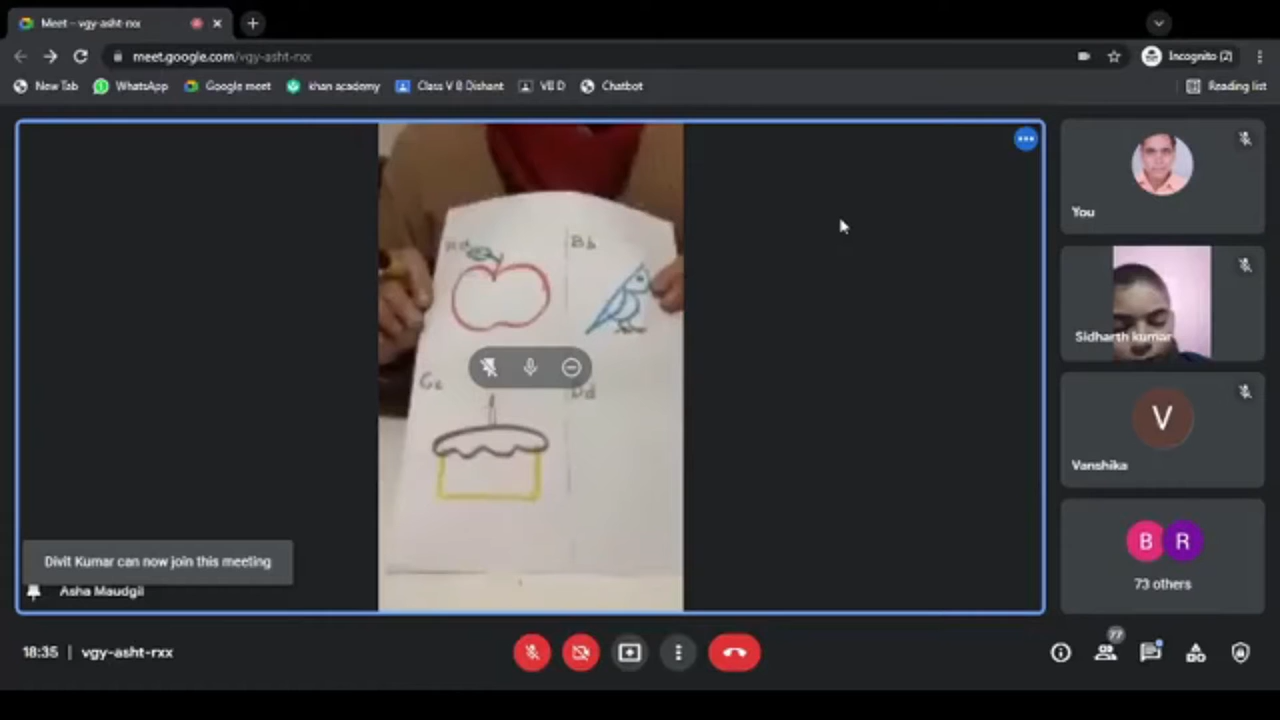 Meet - vgy-asht-rxx
meet.google.com/vgy-asht-rxx
Incognito (2)
New Tab
WhatsApp
Google meet
khan academy
Class V B Dishant
VII D
Chatbot
Reading list
Bb
Cc
Dd
You
Sidharth kumar
V
Vanshika
B
R
73 others
Divit Kumar can now join this meeting
Asha Maudgil
18:35 | vgy-asht-rxx
77